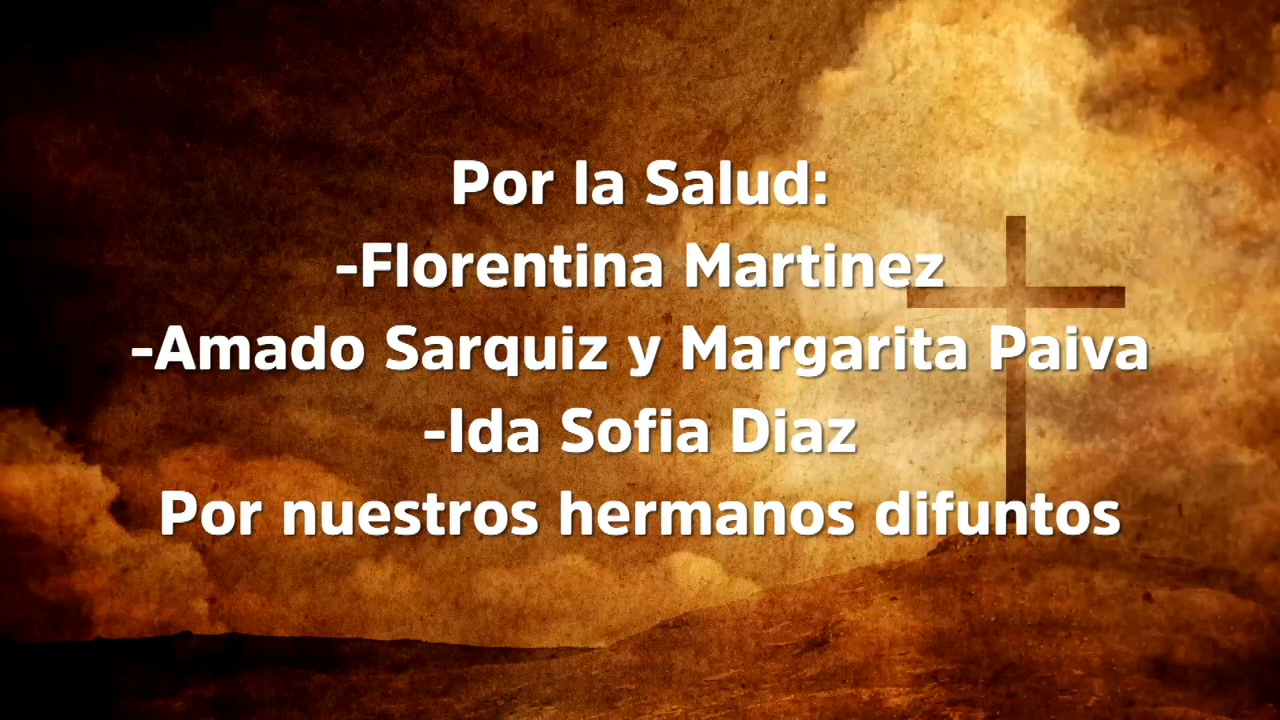 Por la Salud:
-Florentina Martinez
-Amado Sarquiz y Margarita Paiva
-Ida Sofia Diaz
Por nuestros hermanos difuntos